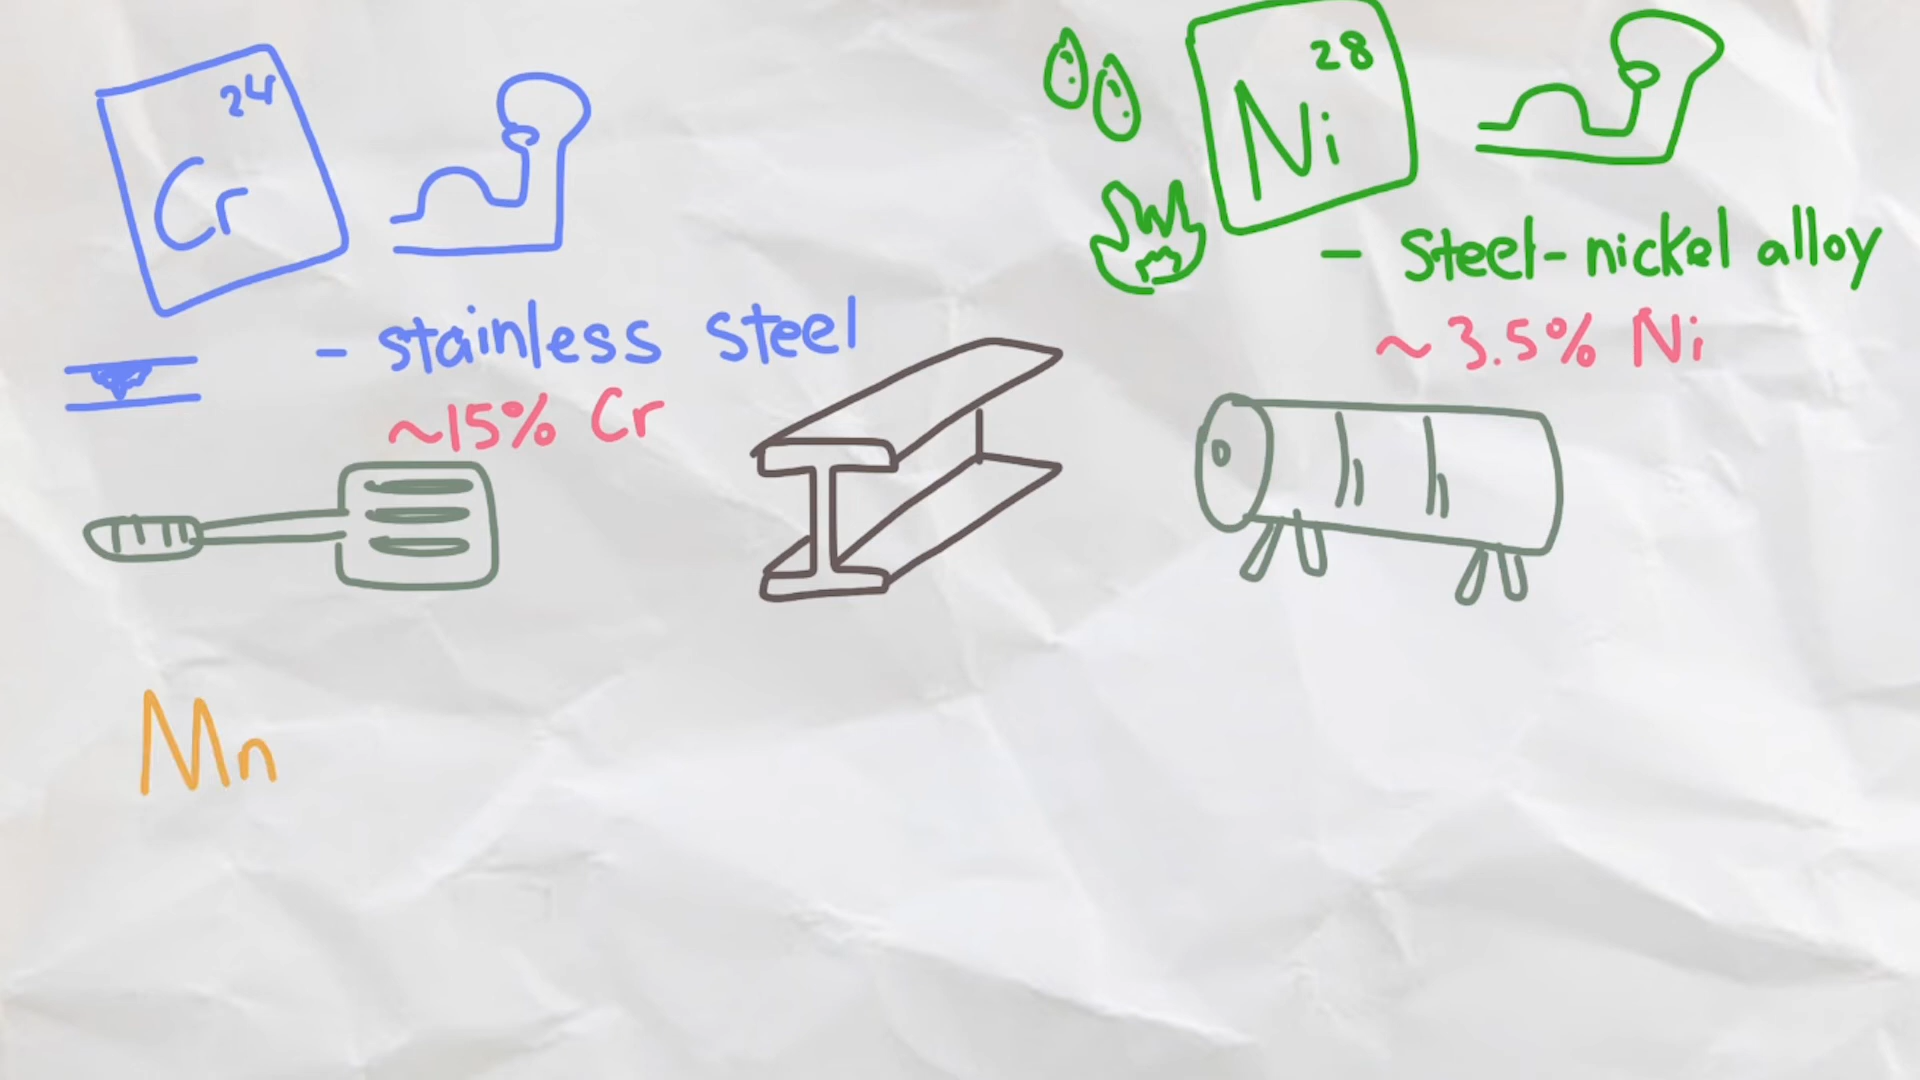 24
Cr
- stainless steel
~15% Cr
28
Ni
- steel-nickel alloy
~3.5% Ni
Mn